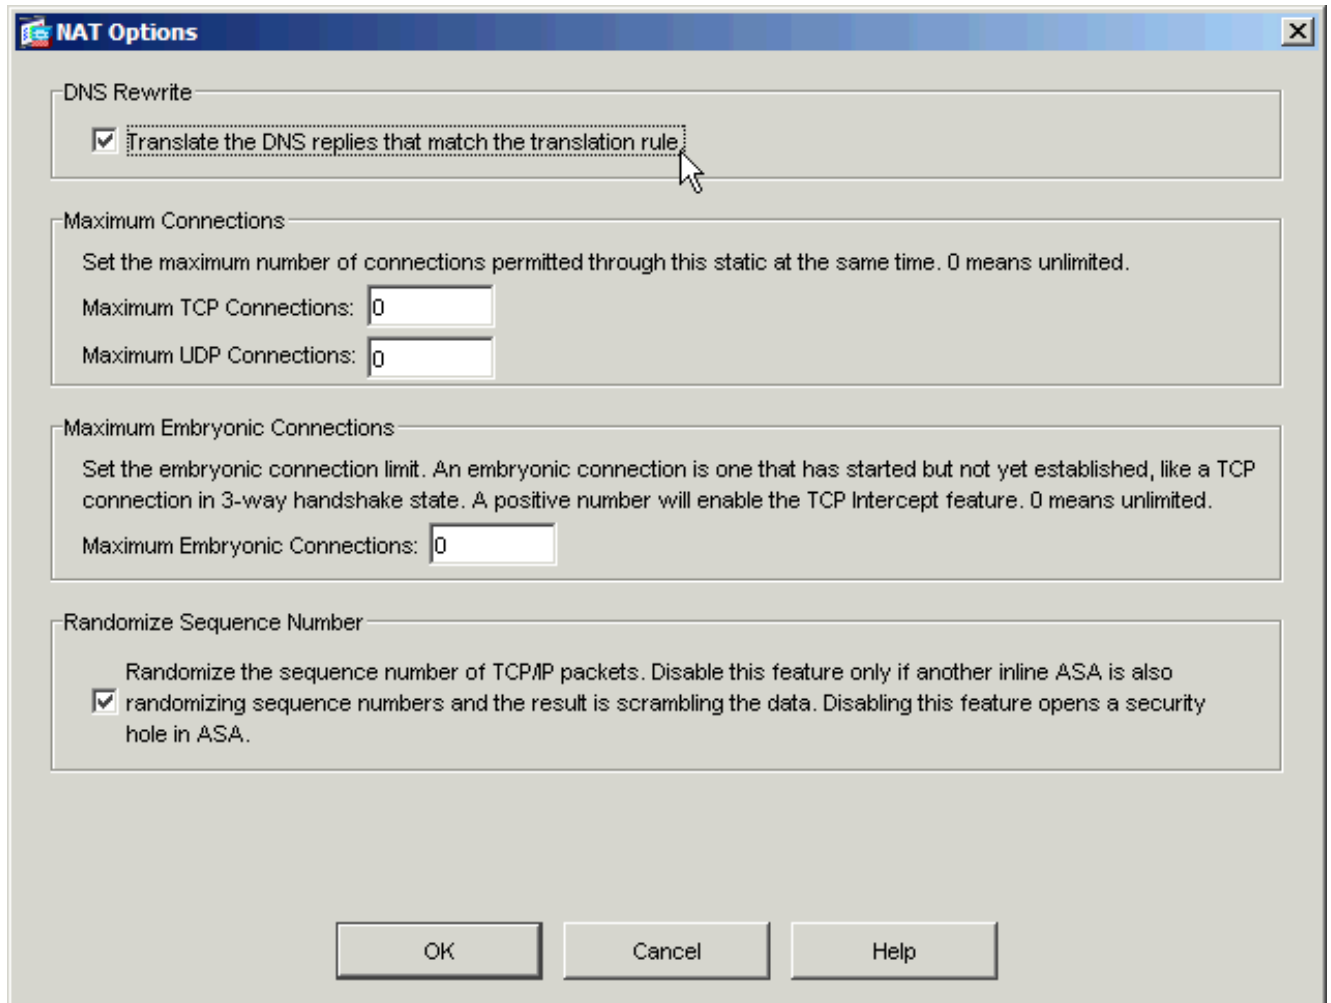 NAT Options
DNS Rewrite
Translate the DNS replies that match the translation rule.
Maximum Connections
Set the maximum number of connections permitted through this static at the same time. 0 means unlimited.
Maximum TCP Connections: 0
Maximum UDP Connections: 0
Maximum Embryonic Connections
Set the embryonic connection limit. An embryonic connection is one that has started but not yet established, like a TCP
connection in 3-way handshake state. A positive number will enable the TCP Intercept feature. 0 means unlimited.
Maximum Embryonic Connections: 0
Randomize Sequence Number
Randomize the sequence number of TCP/IP packets. Disable this feature only if another inline ASA is also
randomizing sequence numbers and the result is scrambling the data. Disabling this feature opens a security
hole in ASA.
OK Cancel Help